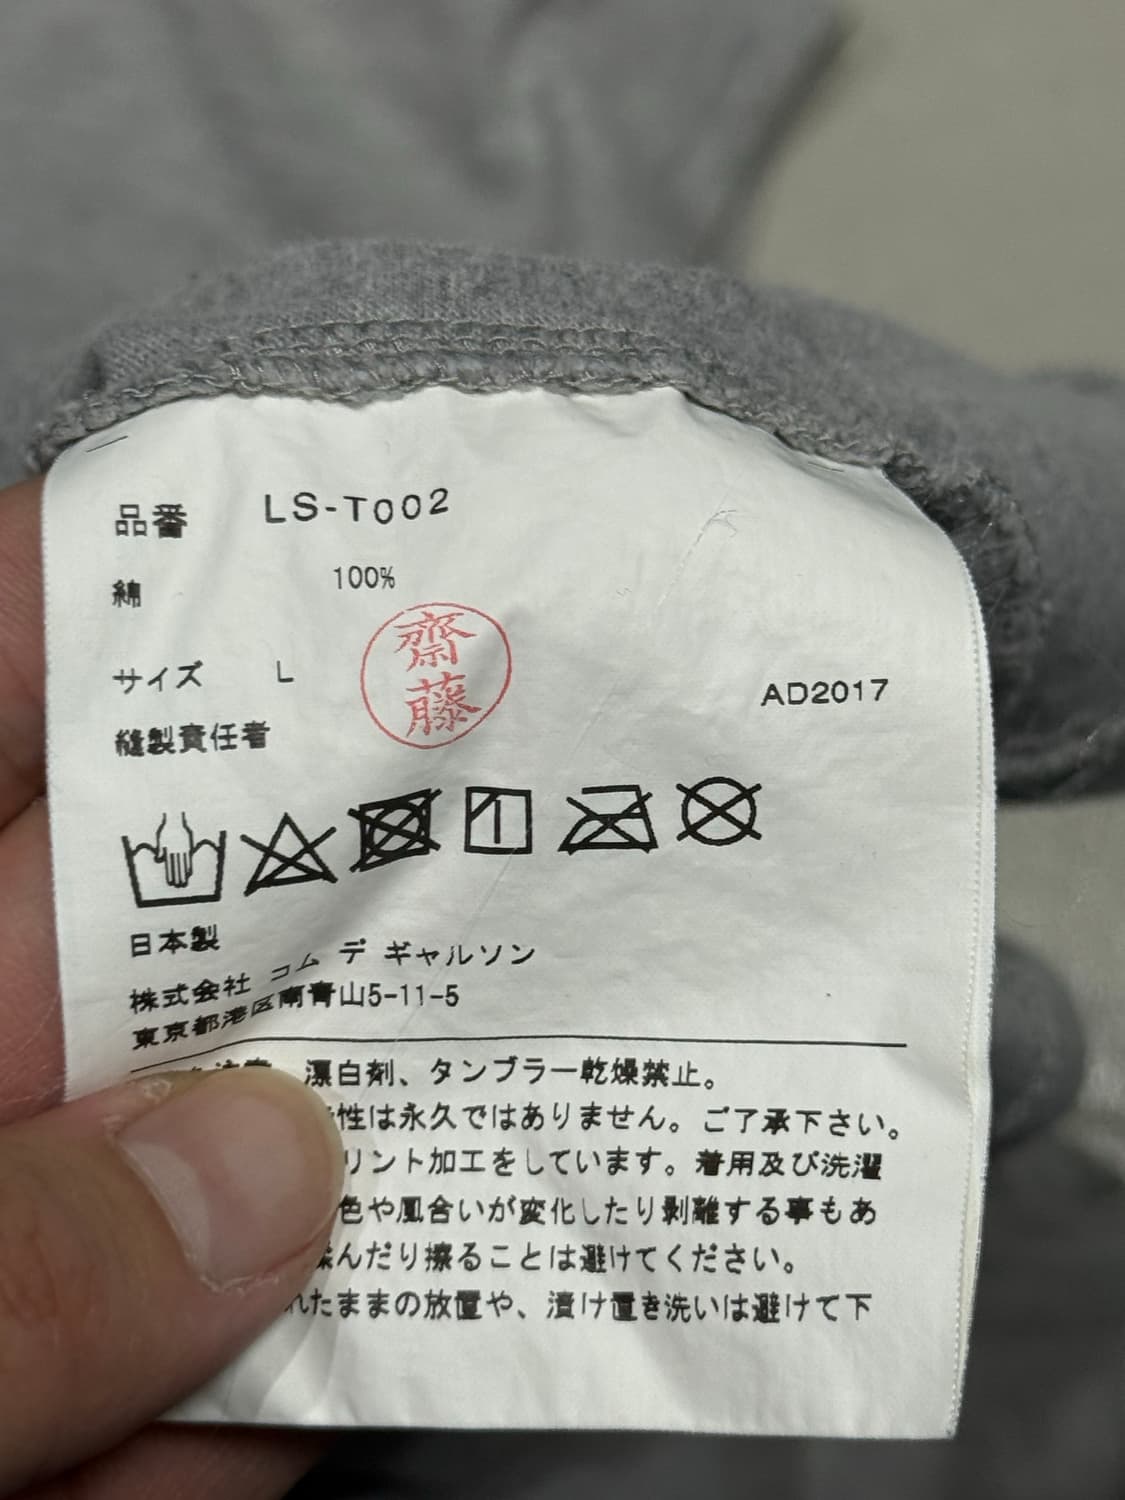 品番 LS-T002
綿 100%
サイズ L
齋藤
AD2017
縫製責任者
日本製
株式会社 コム デ ギャルソン
東京都港区南青山5-11-5
漂白剤、タンブラー乾燥禁止。
性は永久ではありません。ご了承下さい。
リント加工をしています。着用及び洗濯
色や風合いが変化したり剥離する事もあ
んだり擦ることは避けてください。
れたままの放置や、漬け置き洗いは避けて下